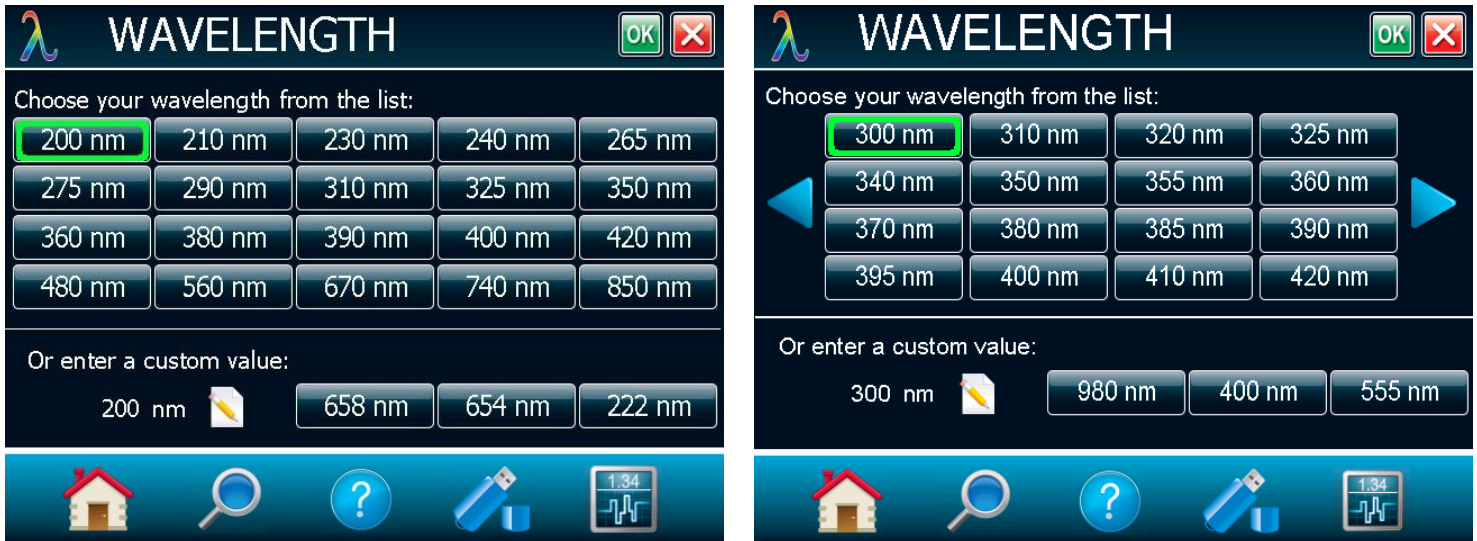 λ WAVELENGTH OK
Choose your wavelength from the list:
200 nm 210 nm 230 nm 240 nm 265 nm
275 nm 290 nm 310 nm 325 nm 350 nm
360 nm 380 nm 390 nm 400 nm 420 nm
480 nm 560 nm 670 nm 740 nm 850 nm
Or enter a custom value:
200 nm 658 nm 654 nm 222 nm
?
1.34
λ WAVELENGTH OK
Choose your wavelength from the list:
300 nm 310 nm 320 nm 325 nm
340 nm 350 nm 355 nm 360 nm
370 nm 380 nm 385 nm 390 nm
395 nm 400 nm 410 nm 420 nm
Or enter a custom value:
300 nm 980 nm 400 nm 555 nm
?
1.34